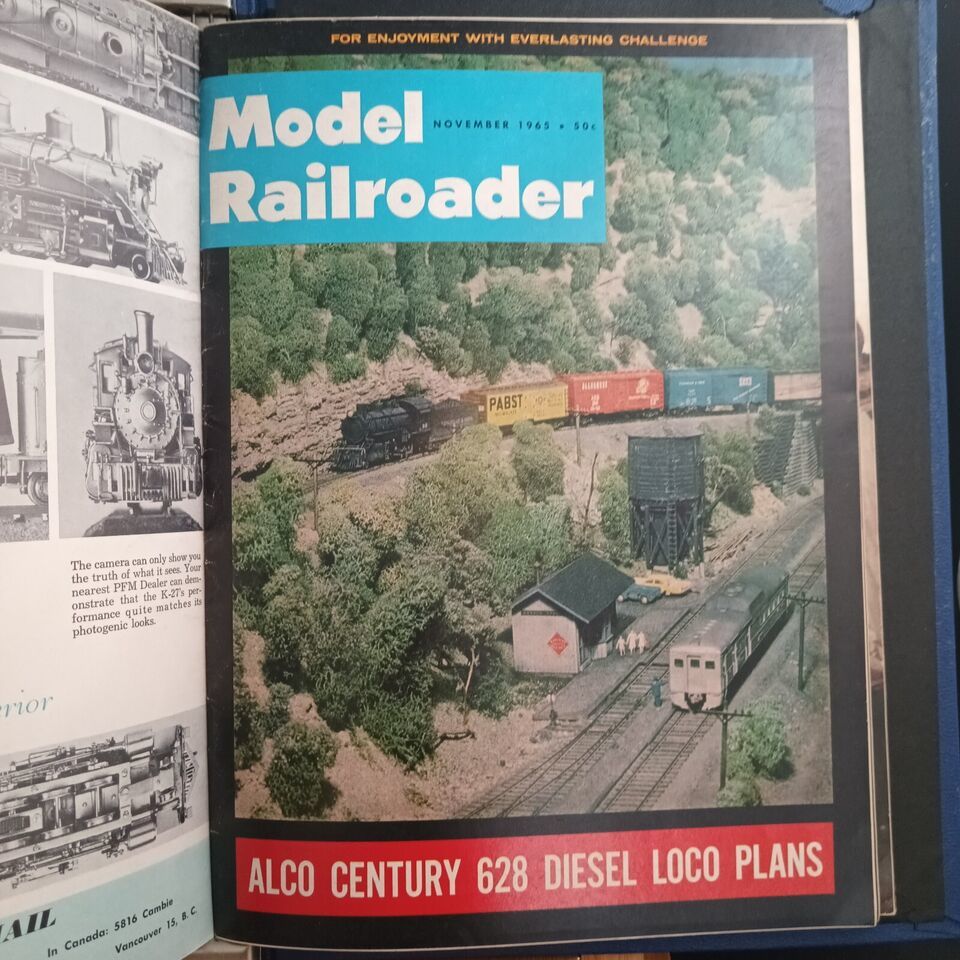 The camera can only show you
the truth of what it sees. Your
nearest PFM Dealer can dem-
onstrate that the K-27's per-
formance quite matches its
photogenic looks.
In Canada: 5816 Cambie
Vancouver 15, B.C.
FOR ENJOYMENT WITH EVERLASTING CHALLENGE
Model
NOVEMBER 1965 • 50¢
Railroader
PABST
ALCO CENTURY 628 DIESEL LOCO PLANS